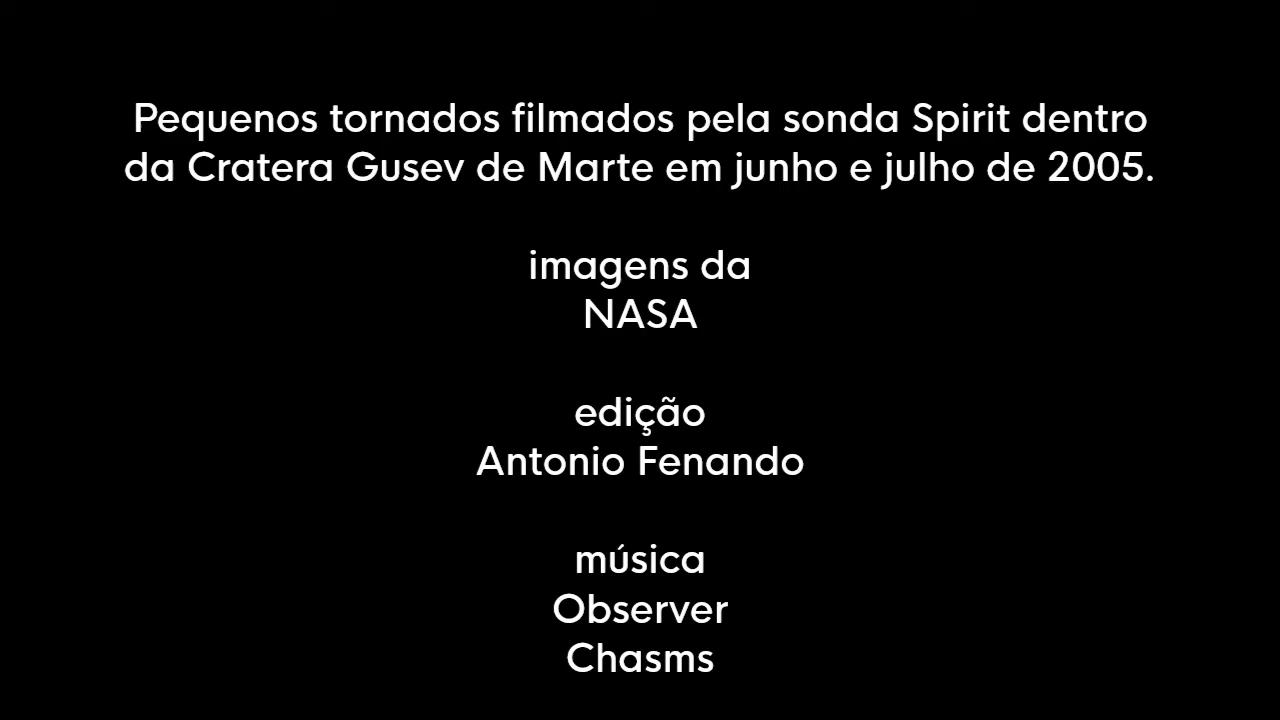 Pequenos tornados filmados pela sonda Spirit dentro
da Cratera Gusev de Marte em junho e julho de 2005.
imagens da
NASA
edição
Antonio Fenando
música
Observer
Chasms